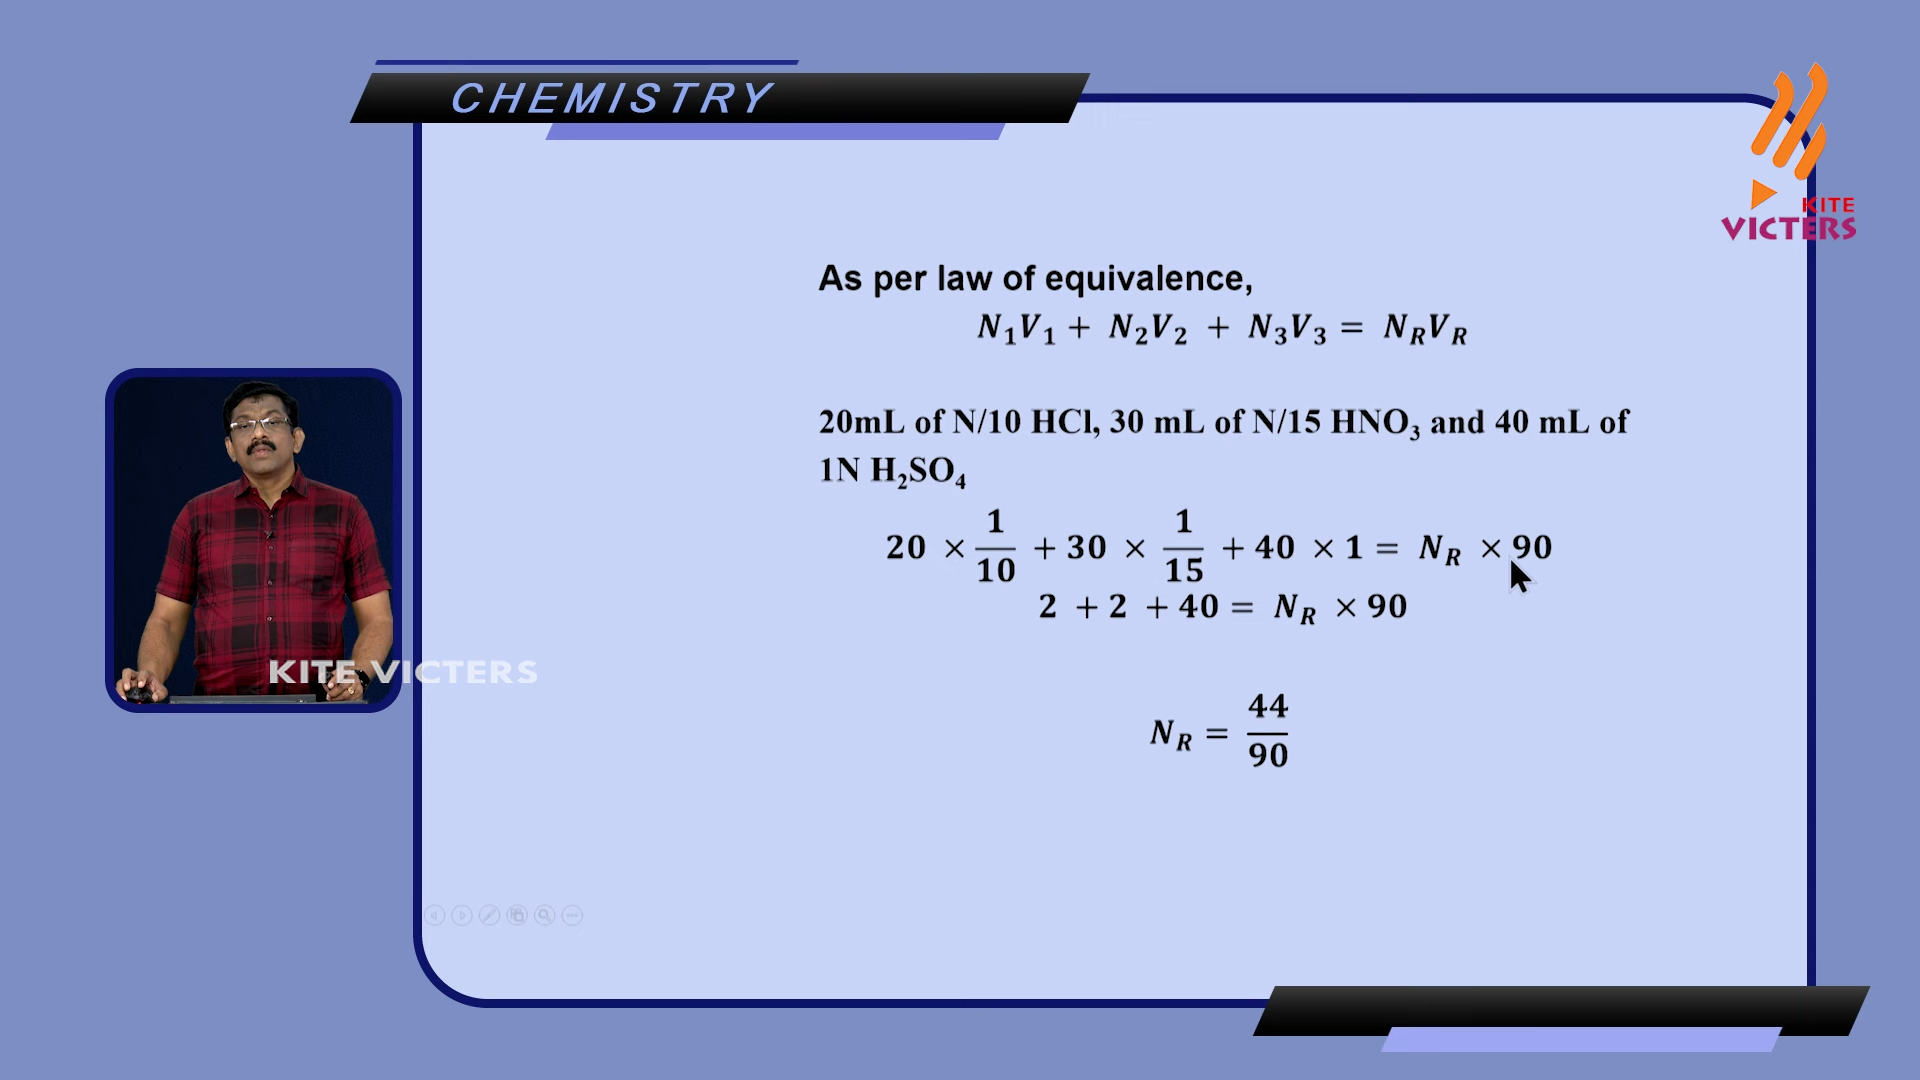 CHEMISTRY
KITE
VICTERS
As per law of equivalence,
N₁V₁ + N₂V₂ + N₃V₃ = N_R V_R
20mL of N/10 HCl, 30 mL of N/15 HNO₃ and 40 mL of
1N H₂SO₄
20 × 1/10 + 30 × 1/15 + 40 × 1 = N_R × 90
2 + 2 + 40 = N_R × 90
KITE VICTERS
N_R = 44/90